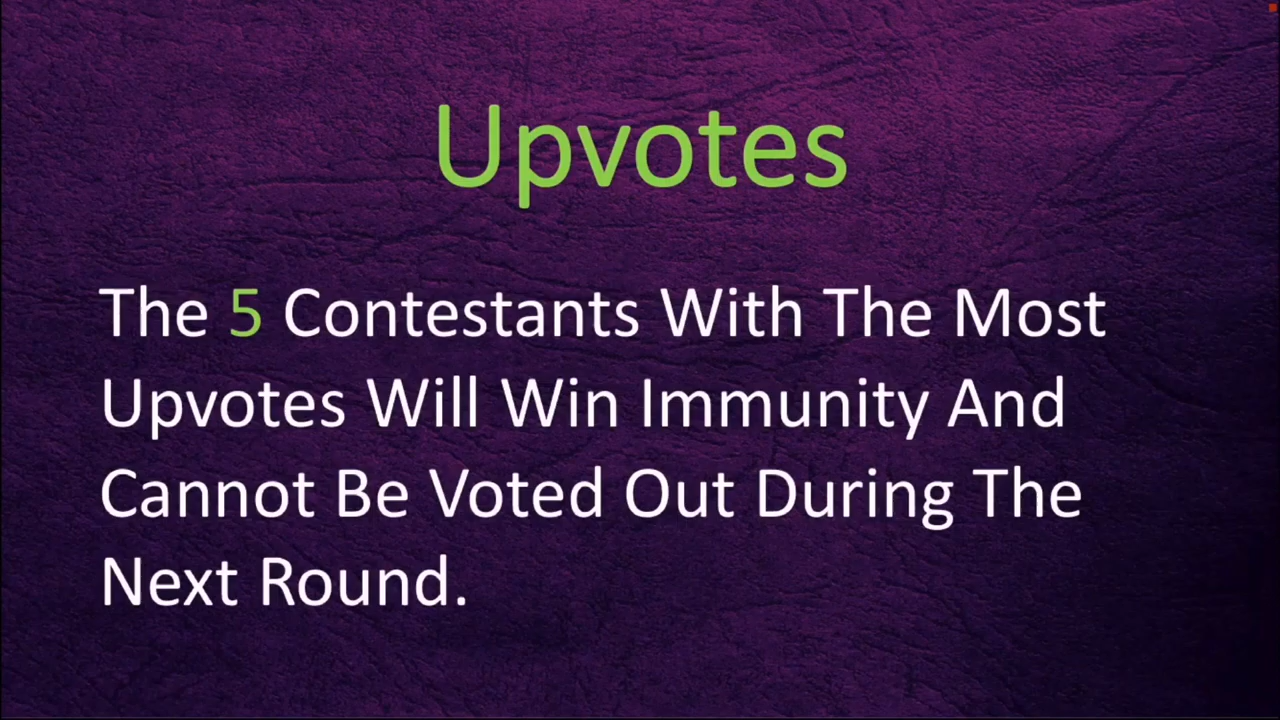 Upvotes
The 5 Contestants With The Most
Upvotes Will Win Immunity And
Cannot Be Voted Out During The
Next Round.